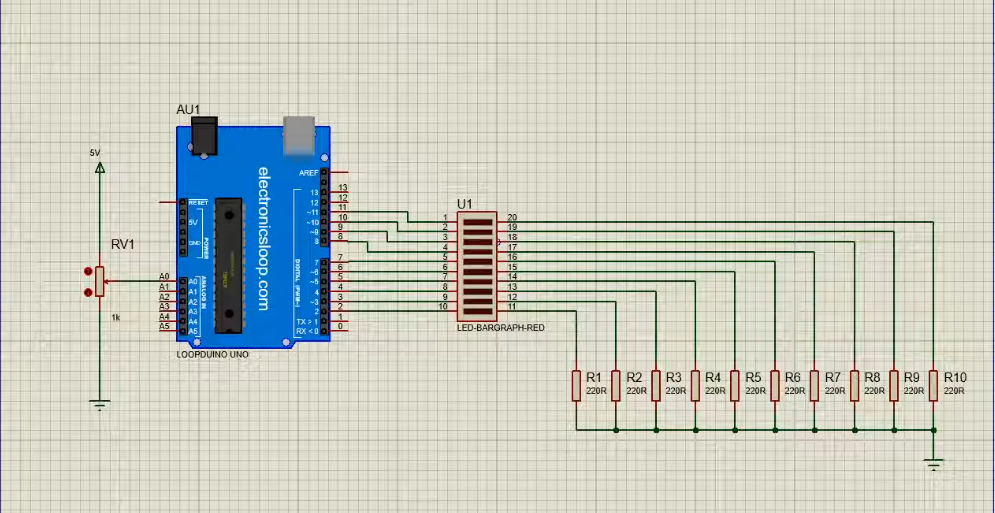 AU1
5V
RV1
1k
electronicsloop.com
RESET
5V
GND
POWER
ANALOG IN
A0
A1
A2
A3
A4
A5
A0
A1
A2
A3
A4
A5
AREF
13
12
~11
~10
~9
8
7
~6
~5
4
~3
2
TX > 1
RX < 0
DIGITAL (PWM~)
13
12
11
10
9
8
7
6
5
4
3
2
1
0
LOOPDUINO UNO
U1
1
2
3
4
5
6
7
8
9
10
20
19
18
17
16
15
14
13
12
11
LED-BARGRAPH-RED
R1 R2 R3 R4 R5 R6 R7 R8 R9 R10
220R 220R 220R 220R 220R 220R 220R 220R 220R 220R